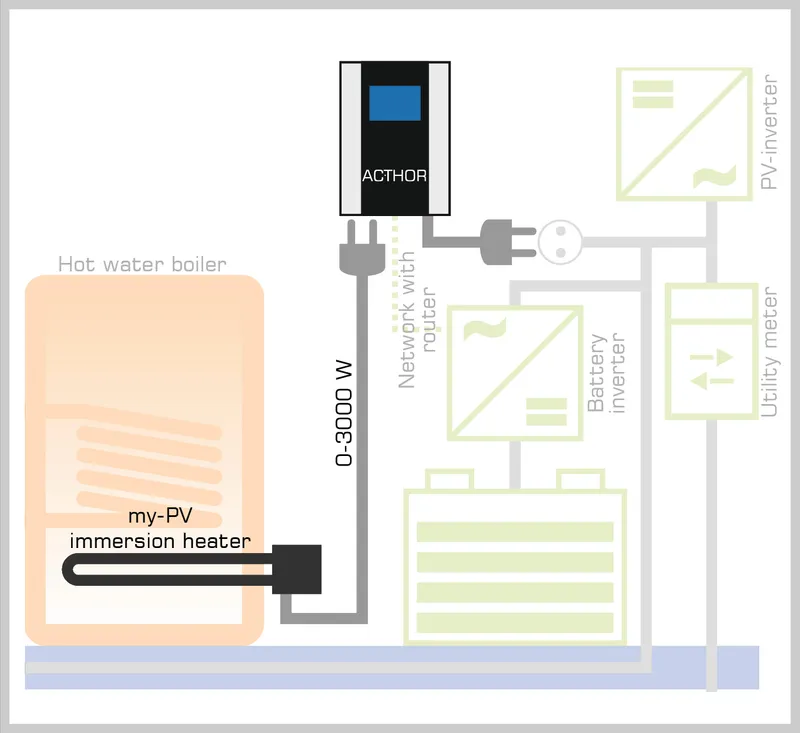 ACTHOR
PV-inverter
Hot water boiler
Network with
router
Battery
inverter
Utility meter
0-3000 W
my-PV
immersion heater